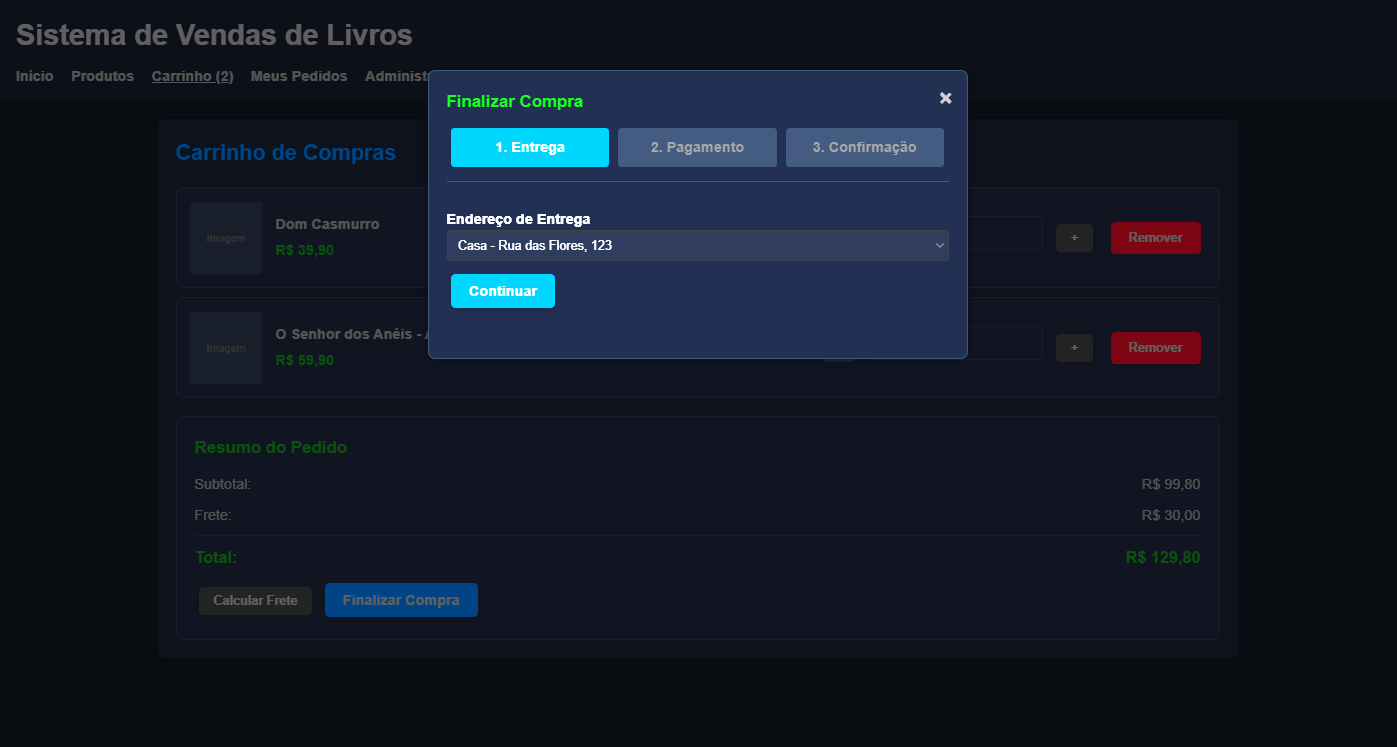 Sistema de Vendas de Livros
Início Produtos Carrinho (2) Meus Pedidos
Finalizar Compra ×
1. Entrega 2. Pagamento 3. Confirmação
Endereço de Entrega
Casa - Rua das Flores, 123
Continuar
Carrinho de Compras
Imagem
Dom Casmurro
R$ 39,90
+ Remover
Imagem
O Senhor dos Anéis -
R$ 59,90
+ Remover
Resumo do Pedido
Subtotal: R$ 99,80
Frete: R$ 30,00
Total: R$ 129,80
Calcular Frete Finalizar Compra